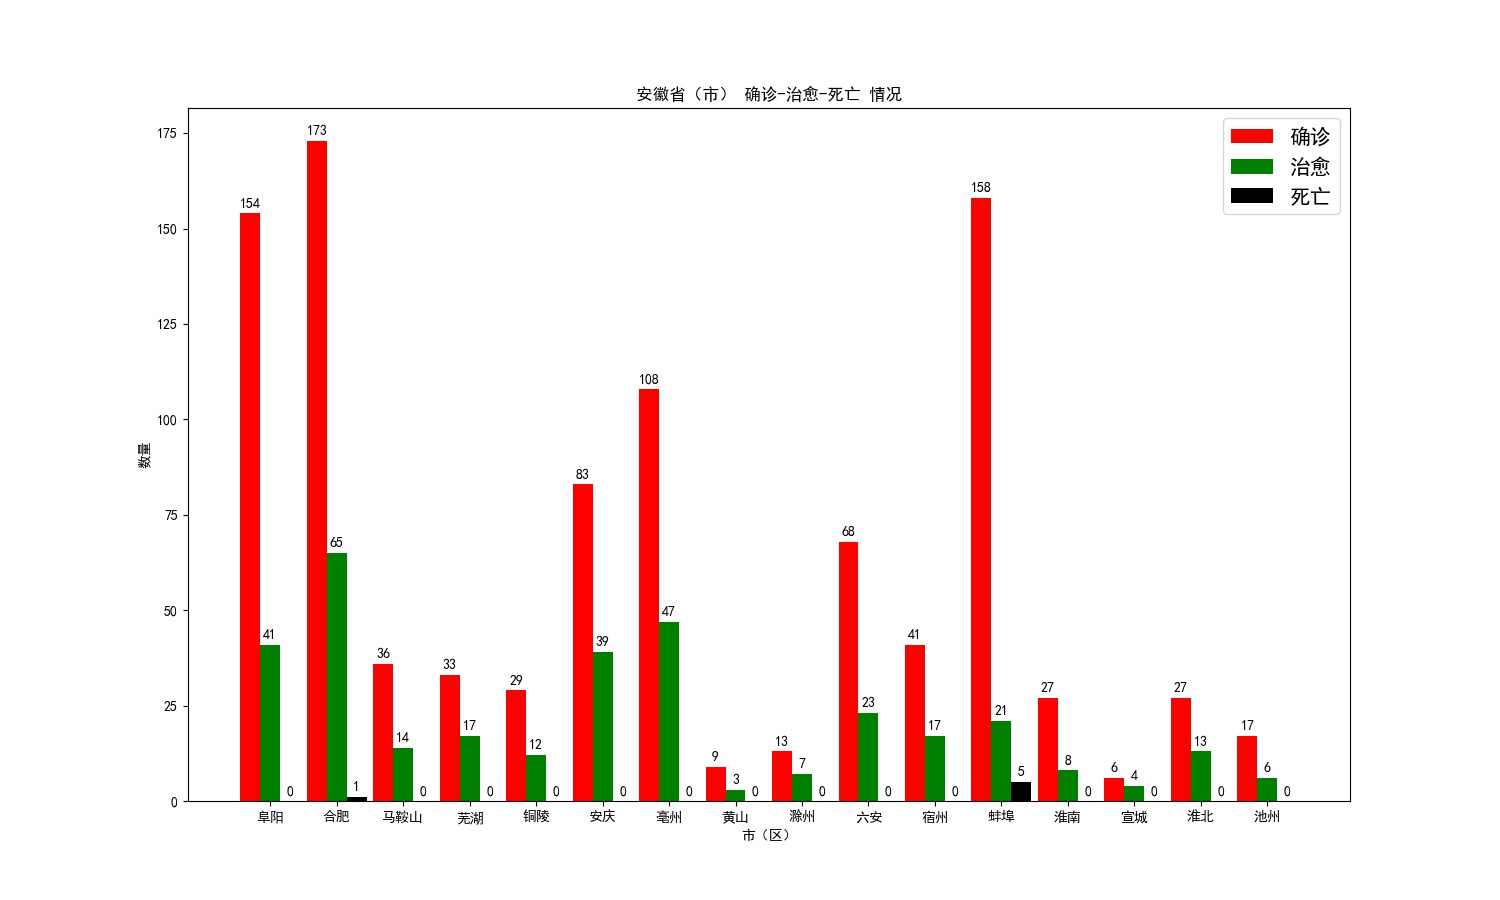 安徽省（市） 确诊-治愈-死亡 情况
确诊
治愈
死亡
数量
175
150
125
100
75
50
25
0
154 41 0
173 65 1
36 14 0
33 17 0
29 12 0
83 39 0
108 47 0
9 3 0
13 7 0
68 23 0
41 17 0
158 21 5
27 8 0
6 4 0
27 13 0
17 6 0
阜阳 合肥 马鞍山 芜湖 铜陵 安庆 亳州 黄山 滁州 六安 宿州 蚌埠 淮南 宣城 淮北 池州
市（区）